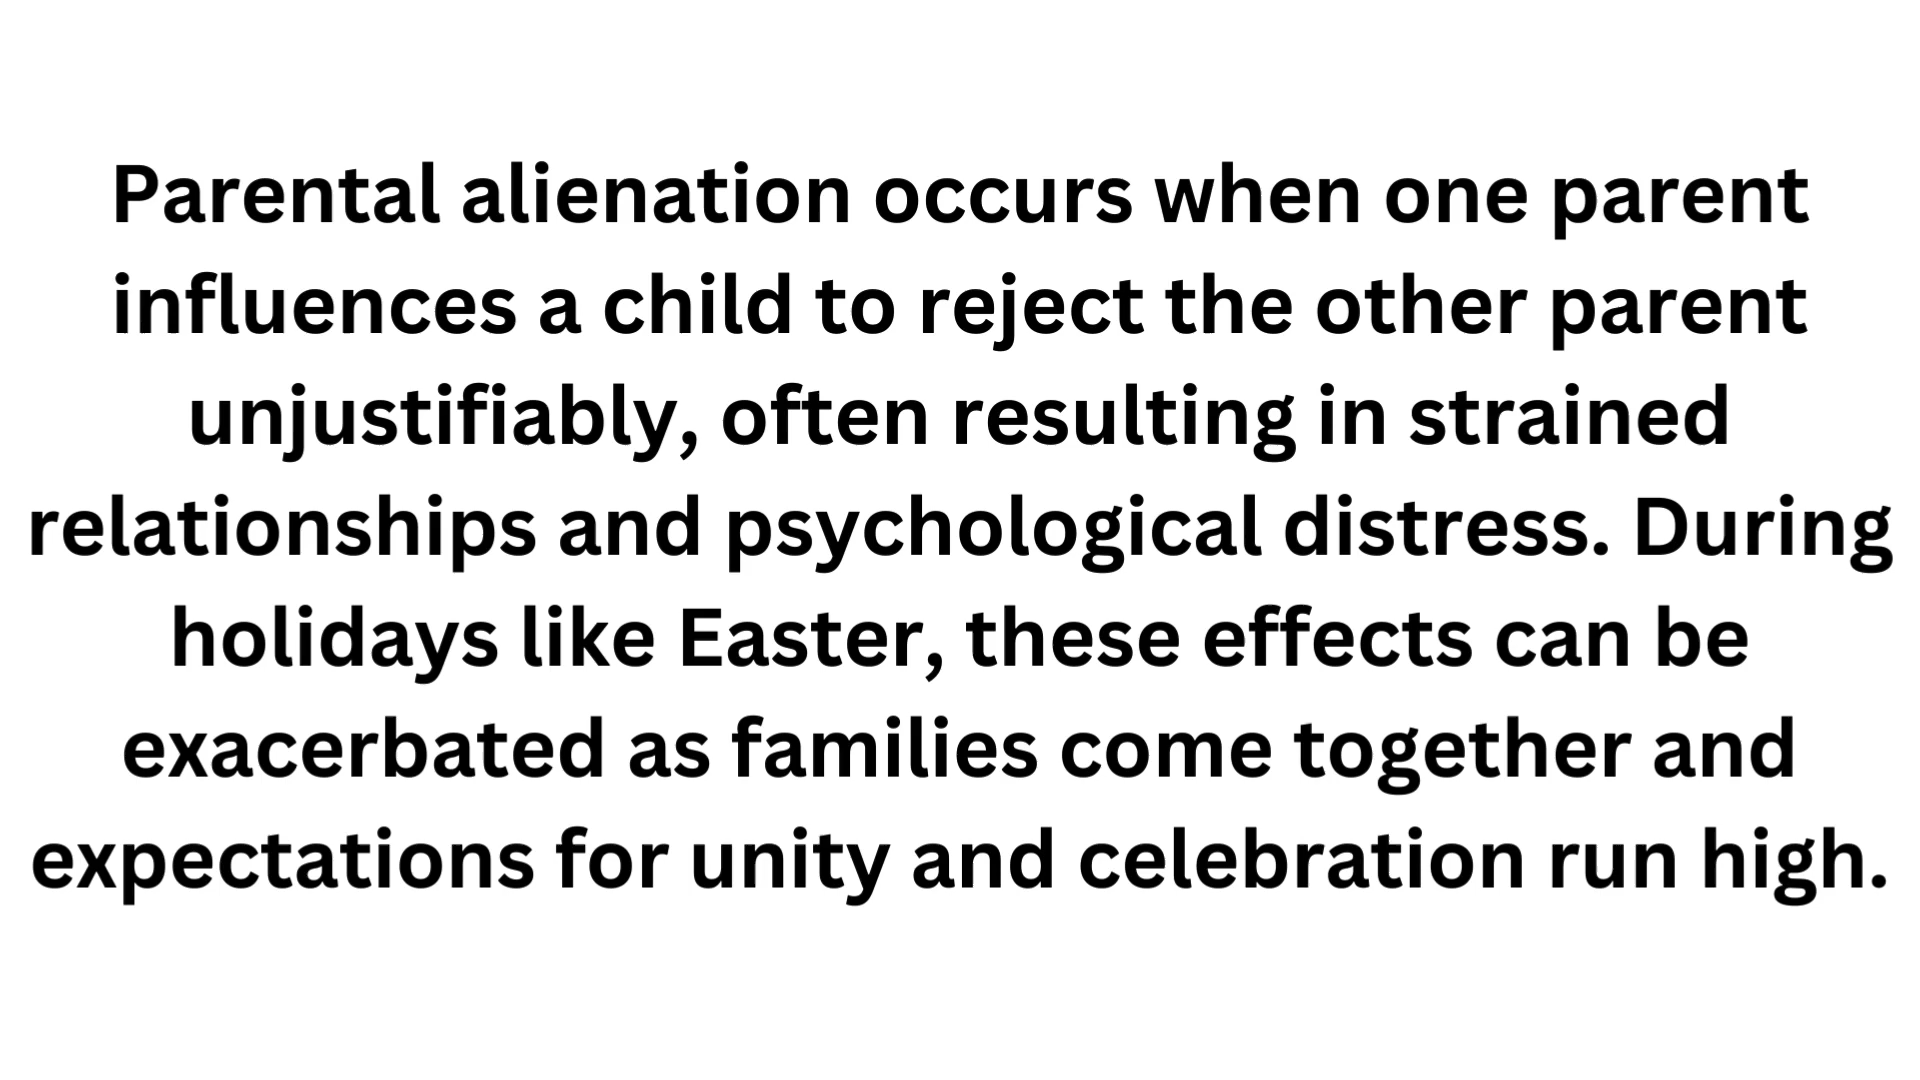 Parental alienation occurs when one parent
influences a child to reject the other parent
unjustifiably, often resulting in strained
relationships and psychological distress. During
holidays like Easter, these effects can be
exacerbated as families come together and
expectations for unity and celebration run high.